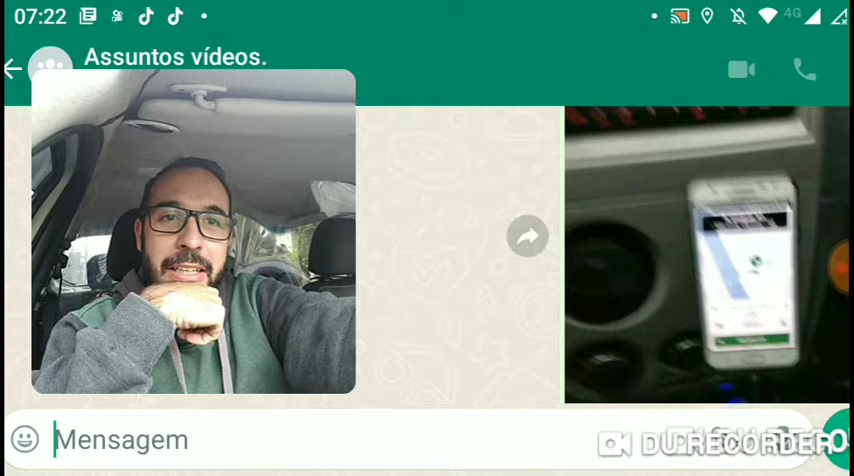 07:22
4G
Assuntos vídeos.
Mensagem
DU RECORDER